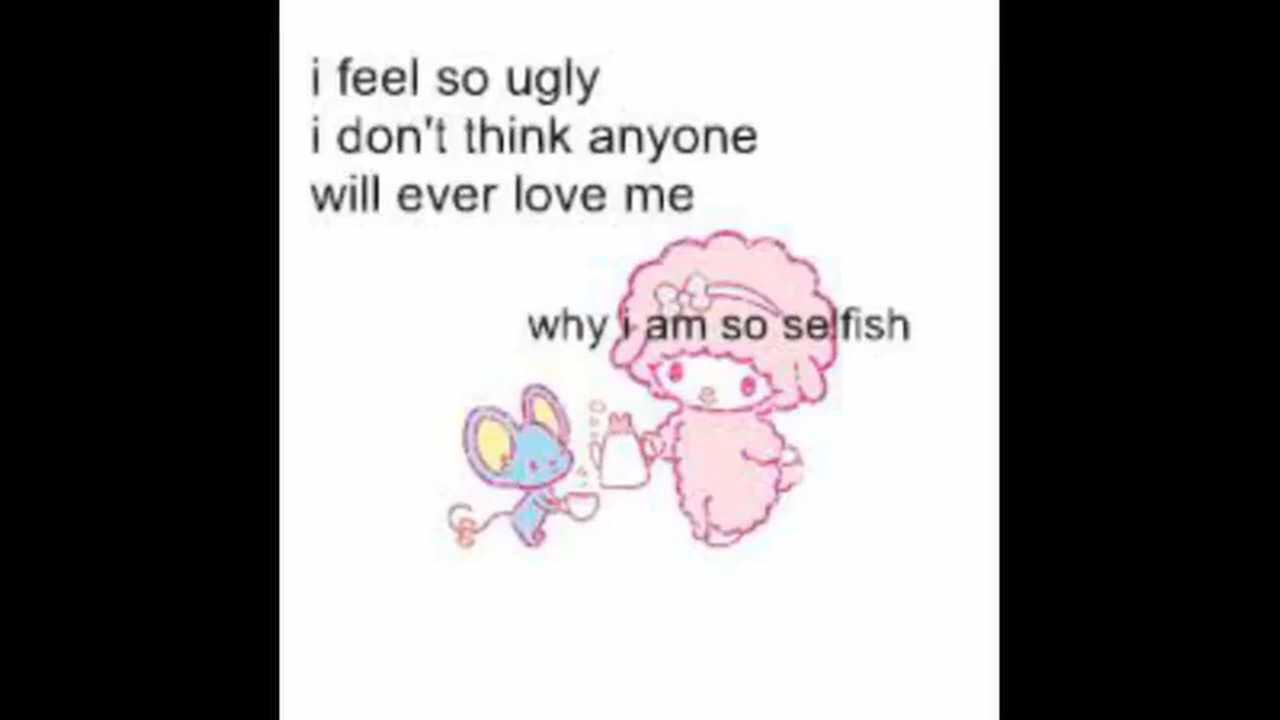 i feel so ugly
i don't think anyone
will ever love me
why i am so selfish